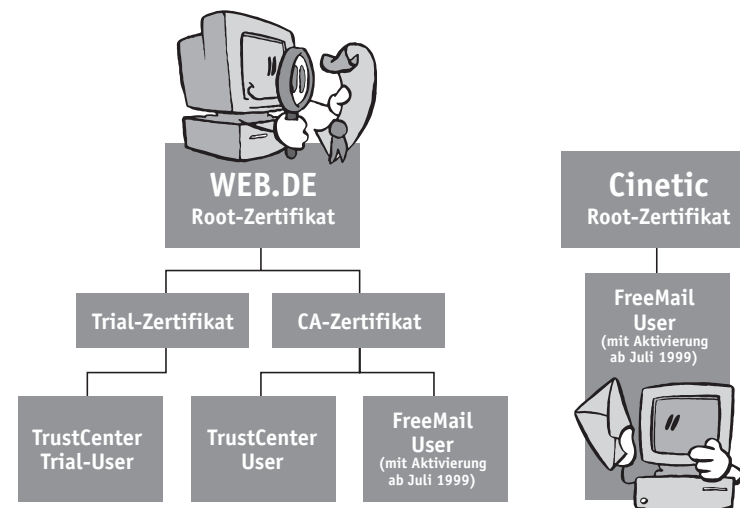 WEB.DE
Root-Zertifikat
Trial-Zertifikat
CA-Zertifikat
TrustCenter
Trial-User
TrustCenter
User
FreeMail
User
(mit Aktivierung
ab Juli 1999)
Cinetic
Root-Zertifikat
FreeMail
User
(mit Aktivierung
ab Juli 1999)